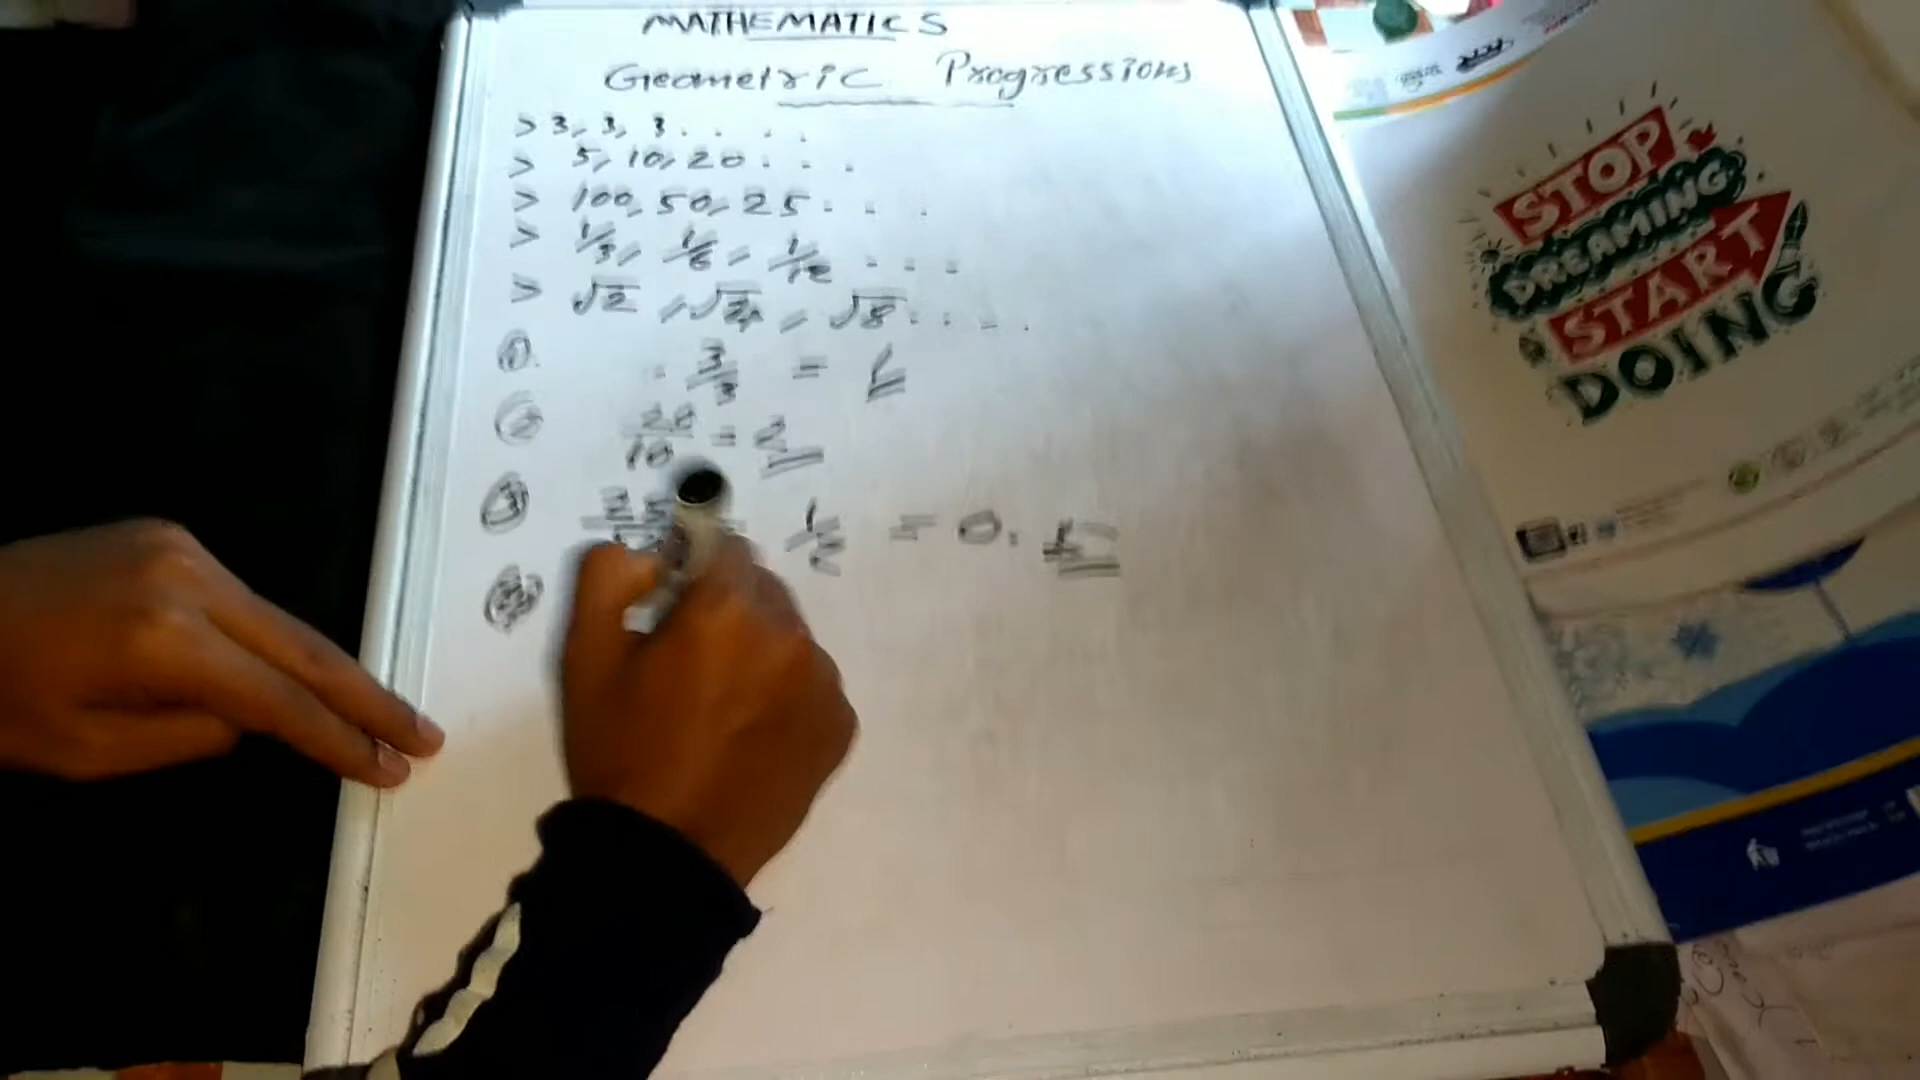 MATHEMATICS
Geometric Progressions
> 3, 3, 3. . . .
> 5, 10, 20. . .
> 100, 50, 25. . .
> 1/3, 1/6, 1/12 . . .
> √2, √4, √8. . . .
①. 3/3 = 1
② 20/10 = 2
③ 25 = 1/2 = 0.5
④
STOP
DREAMING
START
DOING